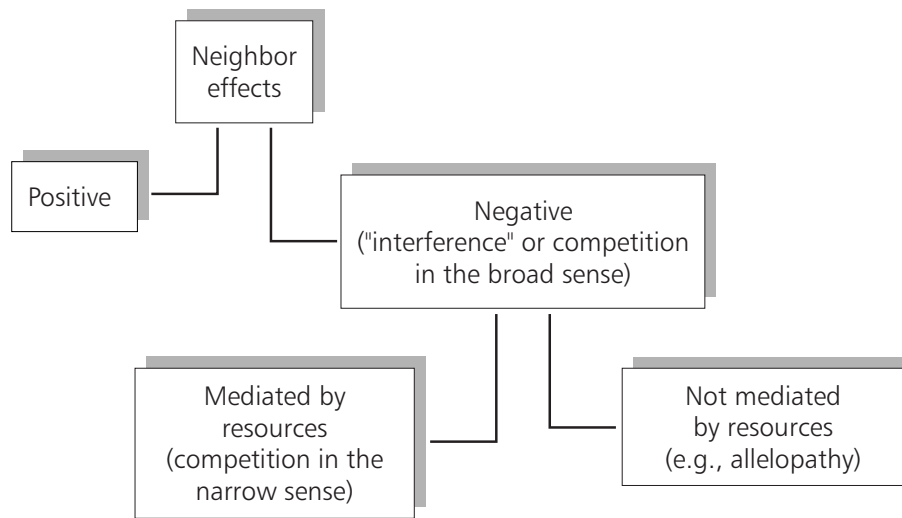 Neighbor
effects
Positive
Negative
("interference" or competition
in the broad sense)
Mediated by
resources
(competition in the
narrow sense)
Not mediated
by resources
(e.g., allelopathy)